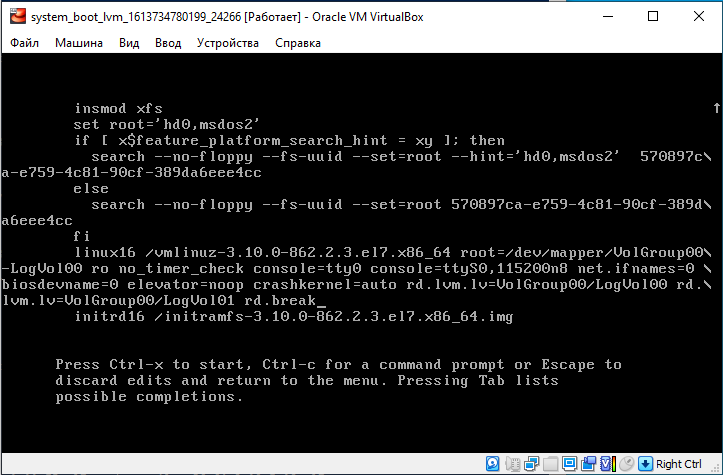 system_boot_lvm_1613734780199_24266 [Работает] - Oracle VM VirtualBox
Файл Машина Вид Ввод Устройства Справка
insmod xfs
set root='hd0,msdos2'
if [ x$feature_platform_search_hint = xy ]; then
search --no-floppy --fs-uuid --set=root --hint='hd0,msdos2'  570897c\
a-e759-4c81-90cf-389da6eee4cc
else
search --no-floppy --fs-uuid --set=root 570897ca-e759-4c81-90cf-389d\
a6eee4cc
fi
linux16 /vmlinuz-3.10.0-862.2.3.el7.x86_64 root=/dev/mapper/VolGroup00\
-LogVol00 ro no_timer_check console=tty0 console=ttyS0,115200n8 net.ifnames=0 \
biosdevname=0 elevator=noop crashkernel=auto rd.lvm.lv=VolGroup00/LogVol00 rd.\
lvm.lv=VolGroup00/LogVol01 rd.break_
initrd16 /initramfs-3.10.0-862.2.3.el7.x86_64.img
Press Ctrl-x to start, Ctrl-c for a command prompt or Escape to
discard edits and return to the menu. Pressing Tab lists
possible completions.
Right Ctrl